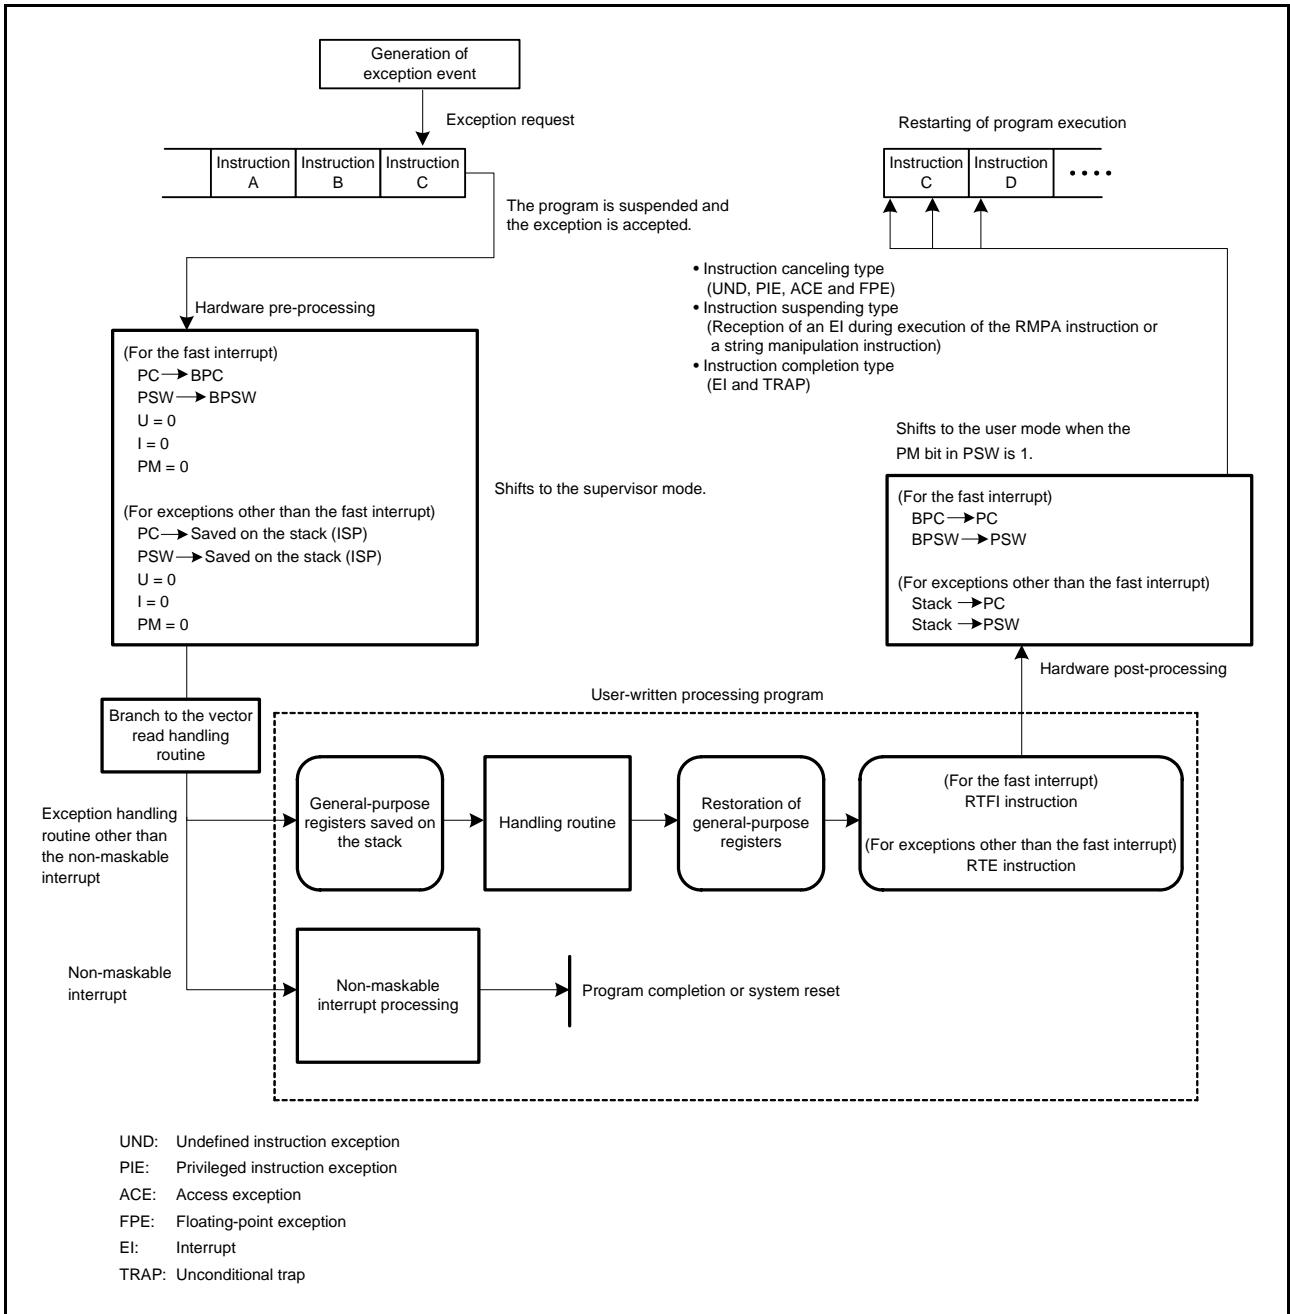 Generation of
exception event
Exception request
Instruction
A
Instruction
B
Instruction
C
The program is suspended and
the exception is accepted.
Restarting of program execution
Instruction
C
Instruction
D
• • • •
• Instruction canceling type
(UND, PIE, ACE and FPE)
• Instruction suspending type
(Reception of an EI during execution of the RMPA instruction or
a string manipulation instruction)
• Instruction completion type
(EI and TRAP)
Hardware pre-processing
(For the fast interrupt)
PC → BPC
PSW → BPSW
U = 0
I = 0
PM = 0
(For exceptions other than the fast interrupt)
PC → Saved on the stack (ISP)
PSW → Saved on the stack (ISP)
U = 0
I = 0
PM = 0
Shifts to the supervisor mode.
Shifts to the user mode when the
PM bit in PSW is 1.
(For the fast interrupt)
BPC → PC
BPSW → PSW
(For exceptions other than the fast interrupt)
Stack → PC
Stack → PSW
Hardware post-processing
User-written processing program
Branch to the vector
read handling
routine
Exception handling
routine other than
the non-maskable
interrupt
General-purpose
registers saved on
the stack
Handling routine
Restoration of
general-purpose
registers
(For the fast interrupt)
RTFI instruction
(For exceptions other than the fast interrupt)
RTE instruction
Non-maskable
interrupt
Non-maskable
interrupt processing
Program completion or system reset
UND: Undefined instruction exception
PIE: Privileged instruction exception
ACE: Access exception
FPE: Floating-point exception
EI: Interrupt
TRAP: Unconditional trap